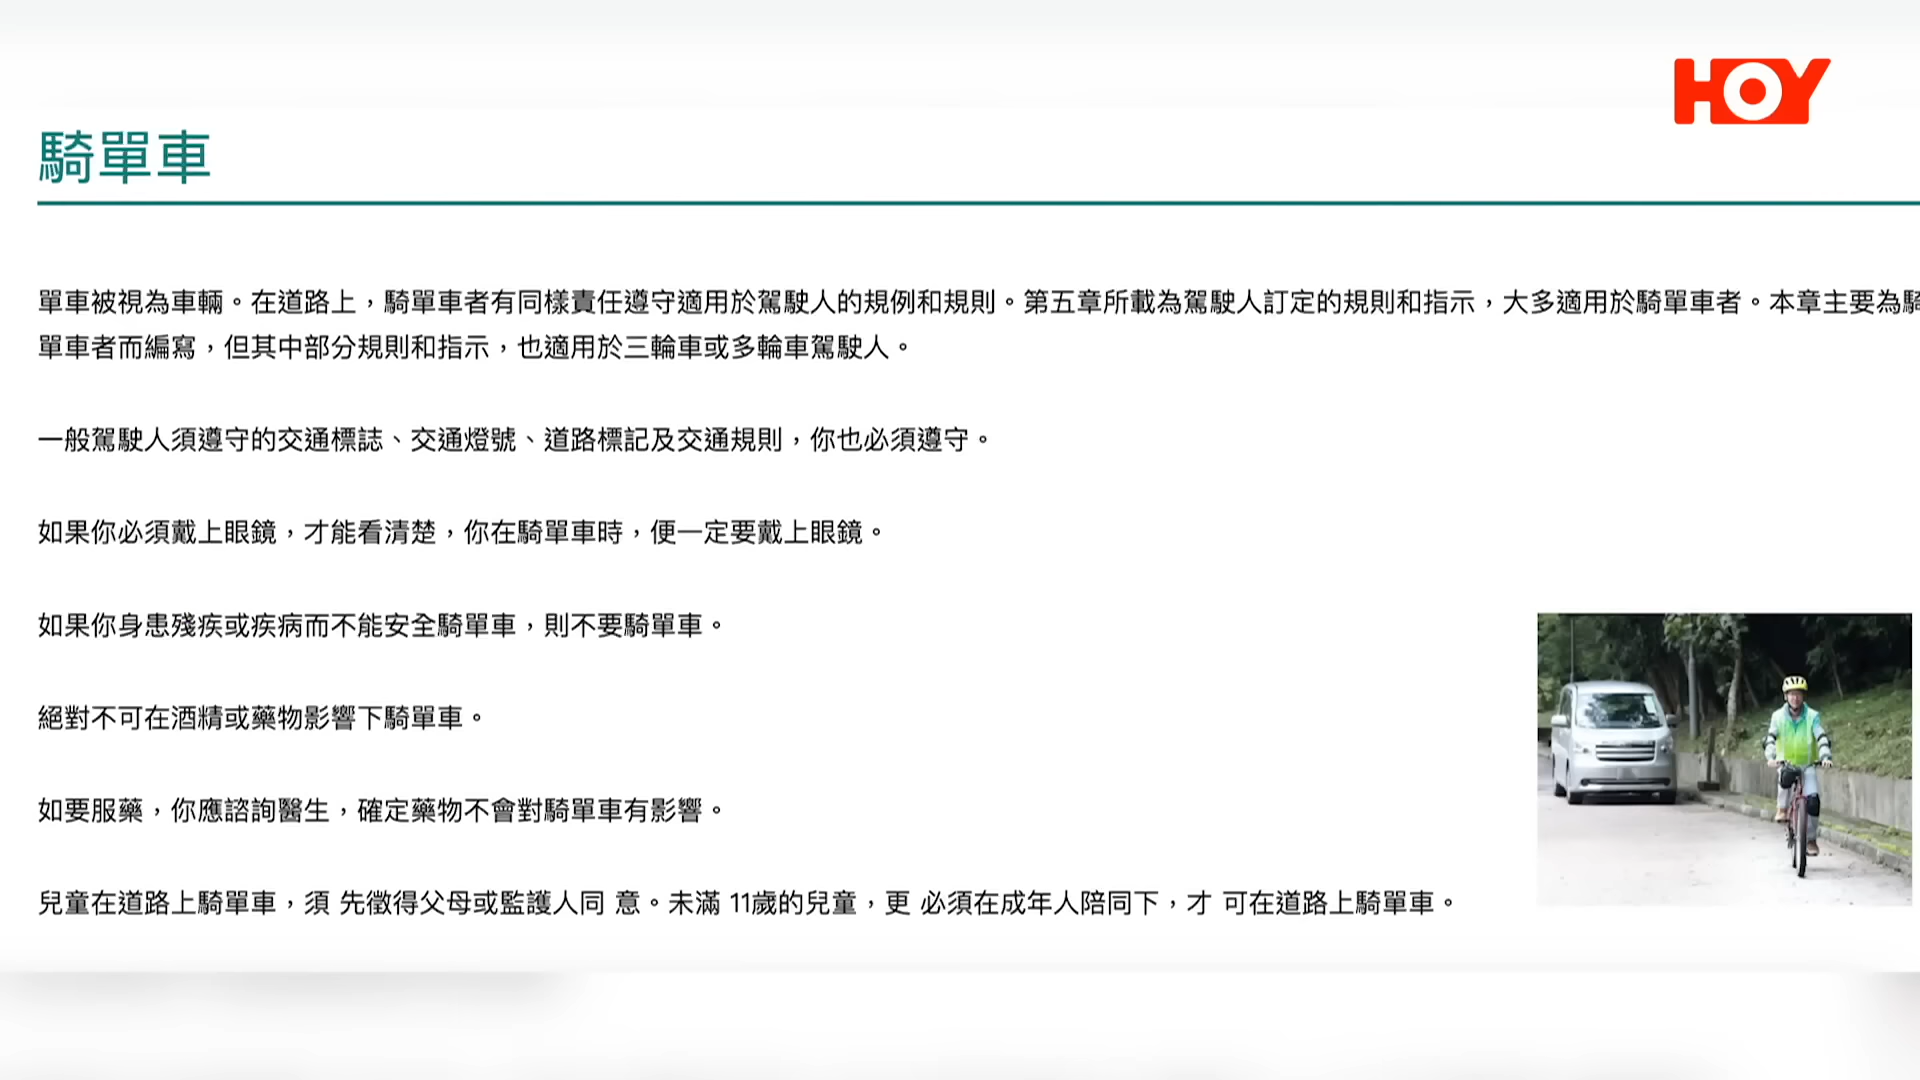 HOY
騎單車
單車被視為車輛。在道路上，騎單車者有同樣責任遵守適用於駕駛人的規例和規則。第五章所載為駕駛人訂定的規則和指示，大多適用於騎單車者。本章主要為騎
單車者而編寫，但其中部分規則和指示，也適用於三輪車或多輪車駕駛人。
一般駕駛人須遵守的交通標誌、交通燈號、道路標記及交通規則，你也必須遵守。
如果你必須戴上眼鏡，才能看清楚，你在騎單車時，便一定要戴上眼鏡。
如果你身患殘疾或疾病而不能安全騎單車，則不要騎單車。
絕對不可在酒精或藥物影響下騎單車。
如要服藥，你應諮詢醫生，確定藥物不會對騎單車有影響。
兒童在道路上騎單車，須 先徵得父母或監護人同 意。未滿 11歲的兒童，更 必須在成年人陪同下，才 可在道路上騎單車。